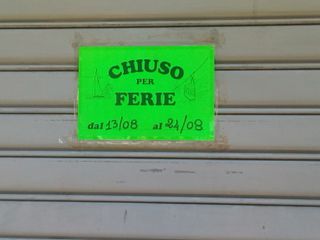 CHIUSO
PER
FERIE
dal 13/08 al 24/08